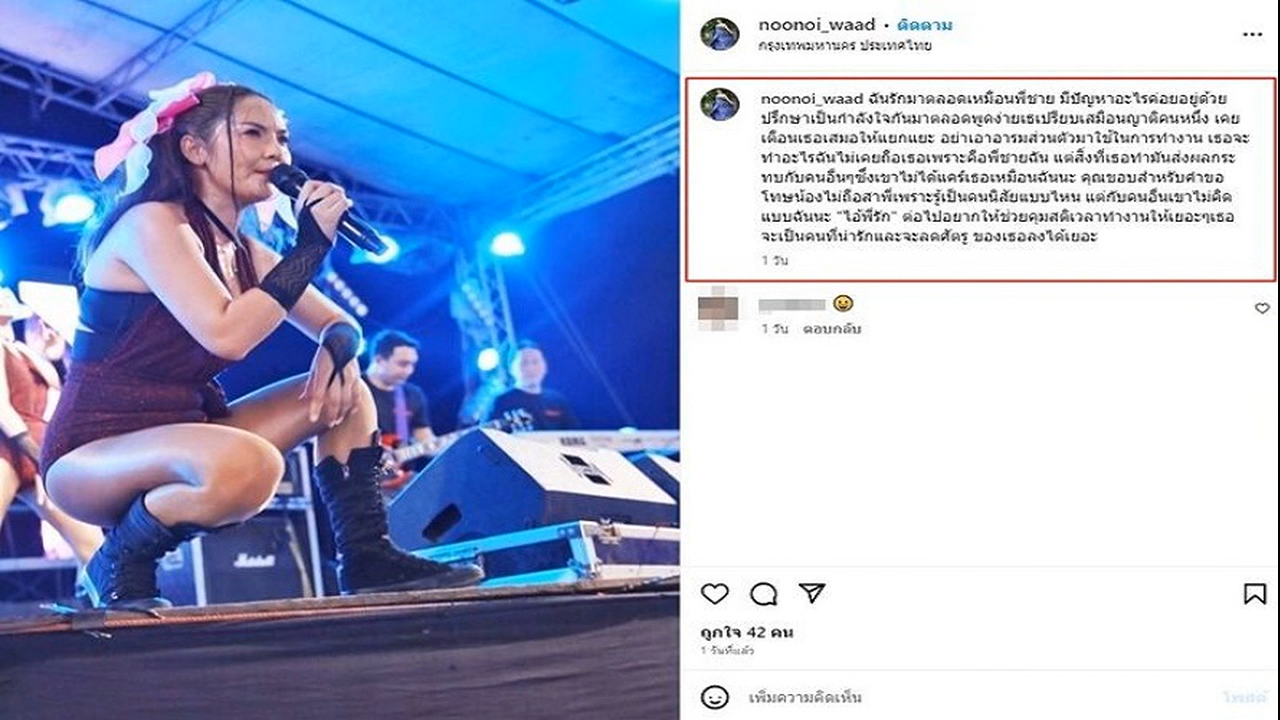 noonoi_waad • ติดตาม
กรุงเทพมหานคร ประเทศไทย
noonoi_waad ฉันรักมาตลอดเหมือนพี่ชาย มีปัญหาอะไรค่อยอยู่ด้วย
ปรึกษาเป็นกำลังใจกันมาตลอดพูดง่ายเธเปรียบเสมือนญาติคนหนึ่ง เคย
เตือนเธอเสมอให้แยกแยะ อย่าเอาอารมส่วนตัวมาใช้ในการทำงาน เธอจะ
ทำอะไรฉันไม่เคยถือเธอเพราะคือพี่ชายฉัน แต่สิ่งที่เธอทำมันส่งผลกระ
ทบกับคนอื่นๆซึ่งเขาไม่ได้แคร์เธอเหมือนฉันนะ คุณขอบสำหรับคำขอ
โทษน้องไม่ถือสาพี่เพราะรู้เป็นคนนิสัยแบบไหน แต่กับคนอื่นเขาไม่คิด
แบบฉันนะ "ไอ้พี่รัก" ต่อไปอยากให้ช่วยคุมสติเวลาทำงานให้เยอะๆเธอ
จะเป็นคนที่น่ารักและจะลดศัตรู ของเธอลงได้เยอะ
1 วัน
1 วัน ตอบกลับ
KORG
Marshall
ถูกใจ 42 คน
1 วันที่แล้ว
เพิ่มความคิดเห็น
โพสต์